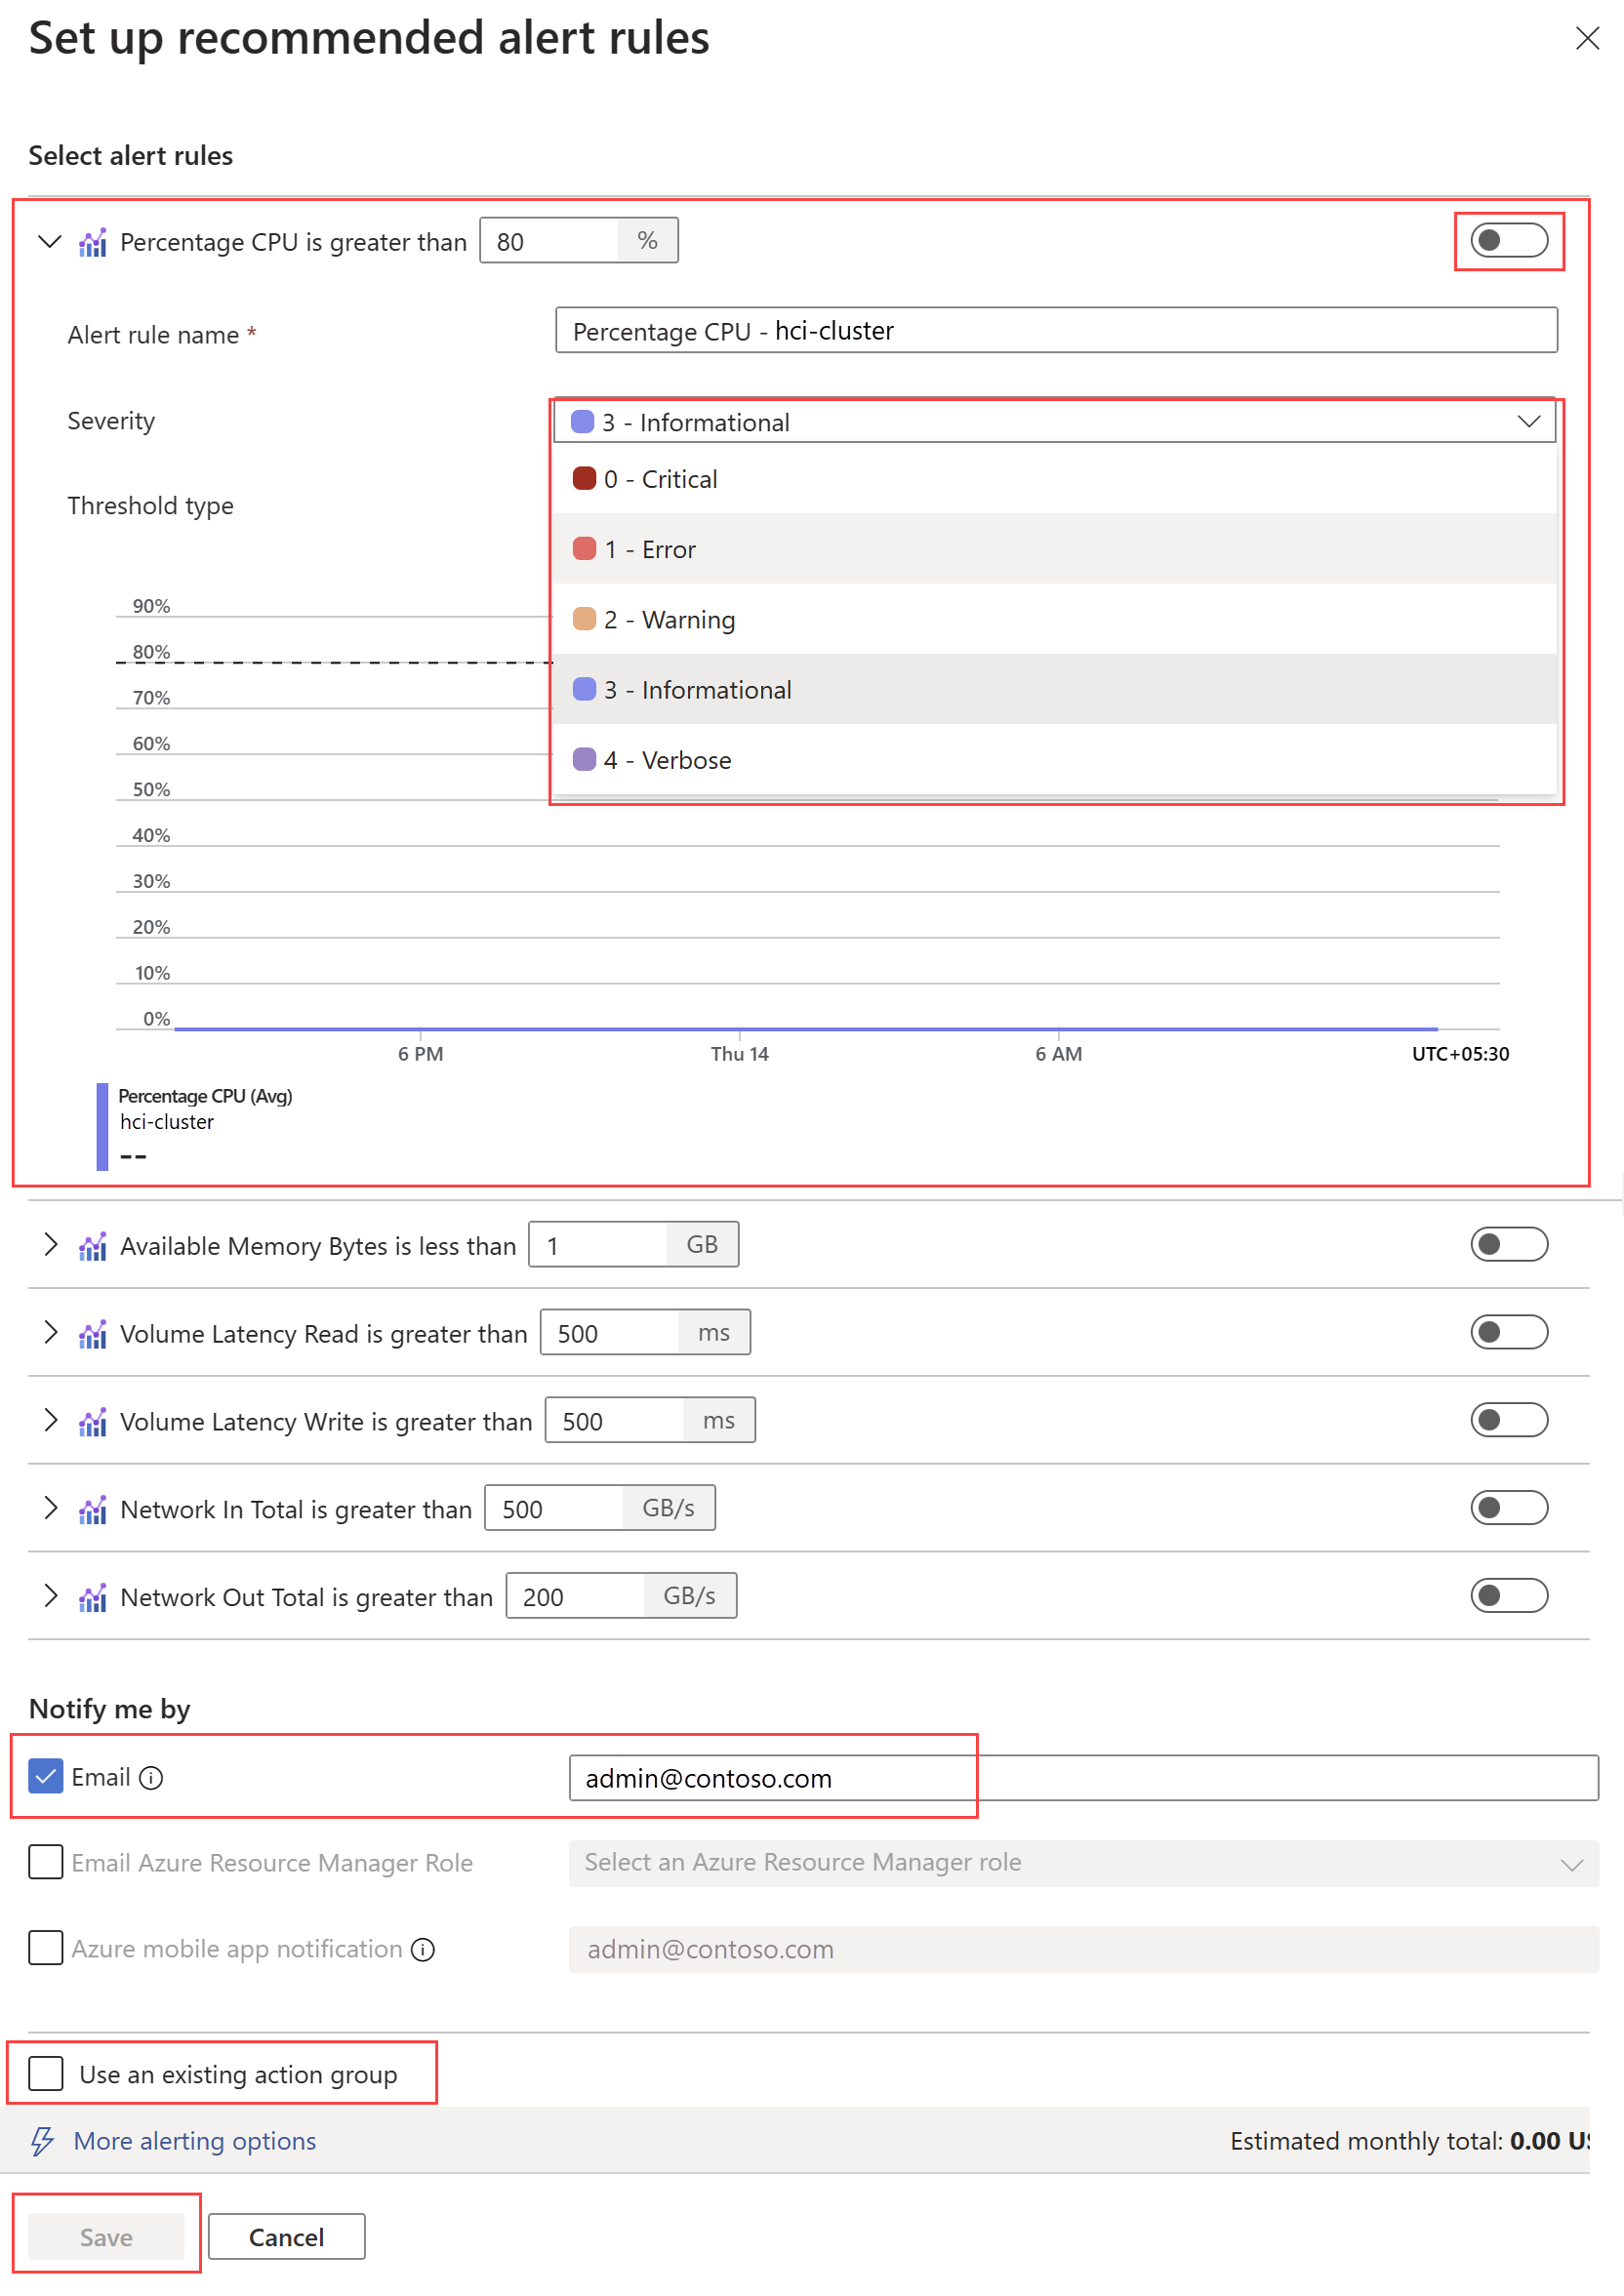 Set up recommended alert rules
Select alert rules
Percentage CPU is greater than 80 %
Alert rule name *
Percentage CPU - hci-cluster
Severity
3 - Informational
0 - Critical
Threshold type
1 - Error
2 - Warning
3 - Informational
4 - Verbose
90%
80%
70%
60%
50%
40%
30%
20%
10%
0%
6 PM Thu 14 6 AM UTC+05:30
Percentage CPU (Avg)
hci-cluster
--
Available Memory Bytes is less than 1 GB
Volume Latency Read is greater than 500 ms
Volume Latency Write is greater than 500 ms
Network In Total is greater than 500 GB/s
Network Out Total is greater than 200 GB/s
Notify me by
Email admin@contoso.com
Email Azure Resource Manager Role Select an Azure Resource Manager role
Azure mobile app notification admin@contoso.com
Use an existing action group
More alerting options Estimated monthly total: 0.00
Save Cancel